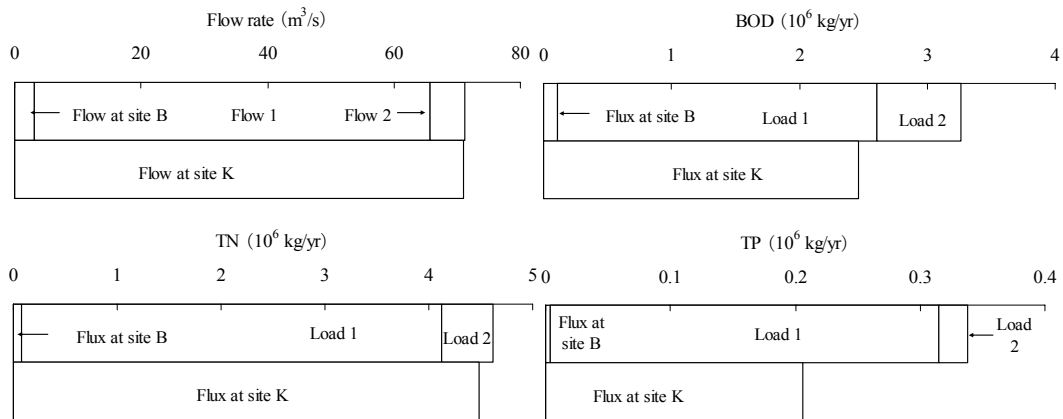 Flow rate (m³/s)
0 20 40 60 80
Flow at site B Flow 1 Flow 2
Flow at site K
BOD (10⁶ kg/yr)
0 1 2 3 4
Flux at site B Load 1 Load 2
Flux at site K
TN (10⁶ kg/yr)
0 1 2 3 4 5
Flux at site B Load 1 Load 2
Flux at site K
TP (10⁶ kg/yr)
0 0.1 0.2 0.3 0.4
Flux at
site B
Load 1
Load
2
Flux at site K